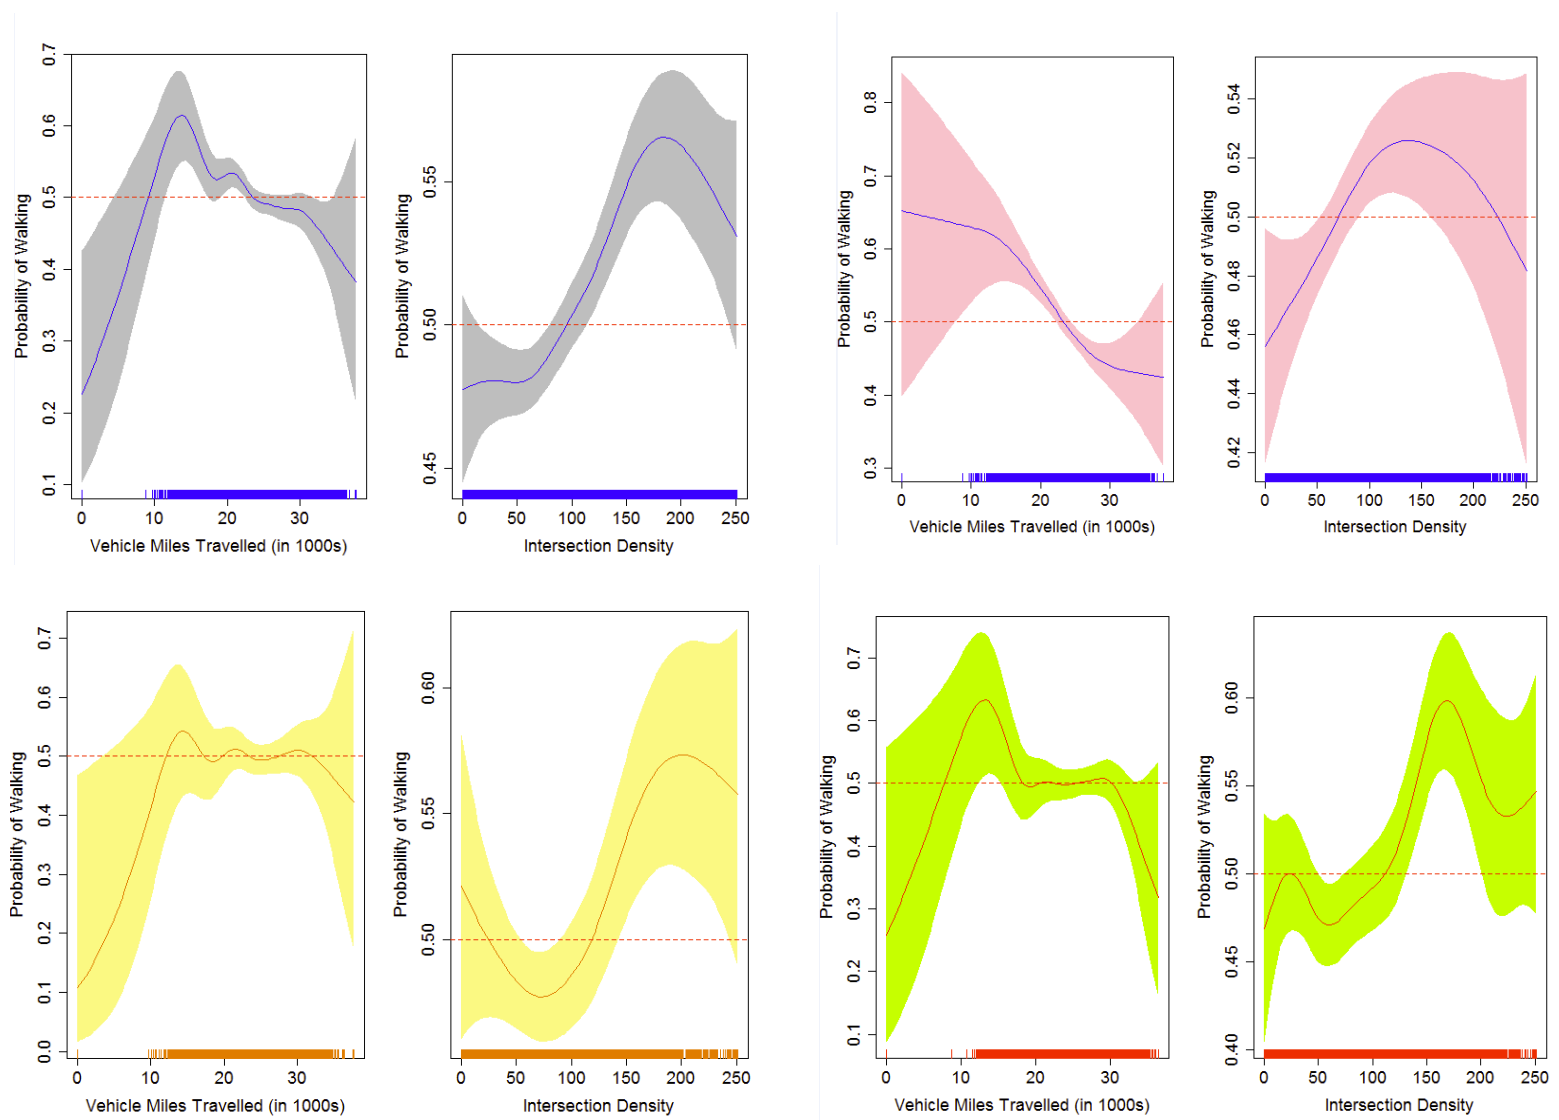 Probability of Walking
0.1 0.2 0.3 0.4 0.5 0.6 0.7
0 10 20 30
Vehicle Miles Travelled (in 1000s)
Probability of Walking
0.45 0.50 0.55
0 50 100 150 200 250
Intersection Density
Probability of Walking
0.3 0.4 0.5 0.6 0.7 0.8
0 10 20 30
Vehicle Miles Travelled (in 1000s)
Probability of Walking
0.42 0.44 0.46 0.48 0.50 0.52 0.54
0 50 100 150 200 250
Intersection Density
Probability of Walking
0.0 0.1 0.2 0.3 0.4 0.5 0.6 0.7
0 10 20 30
Vehicle Miles Travelled (in 1000s)
Probability of Walking
0.50 0.55 0.60
0 50 100 150 200 250
Intersection Density
Probability of Walking
0.1 0.2 0.3 0.4 0.5 0.6 0.7
0 10 20 30
Vehicle Miles Travelled (in 1000s)
Probability of Walking
0.40 0.45 0.50 0.55 0.60
0 50 100 150 200 250
Intersection Density